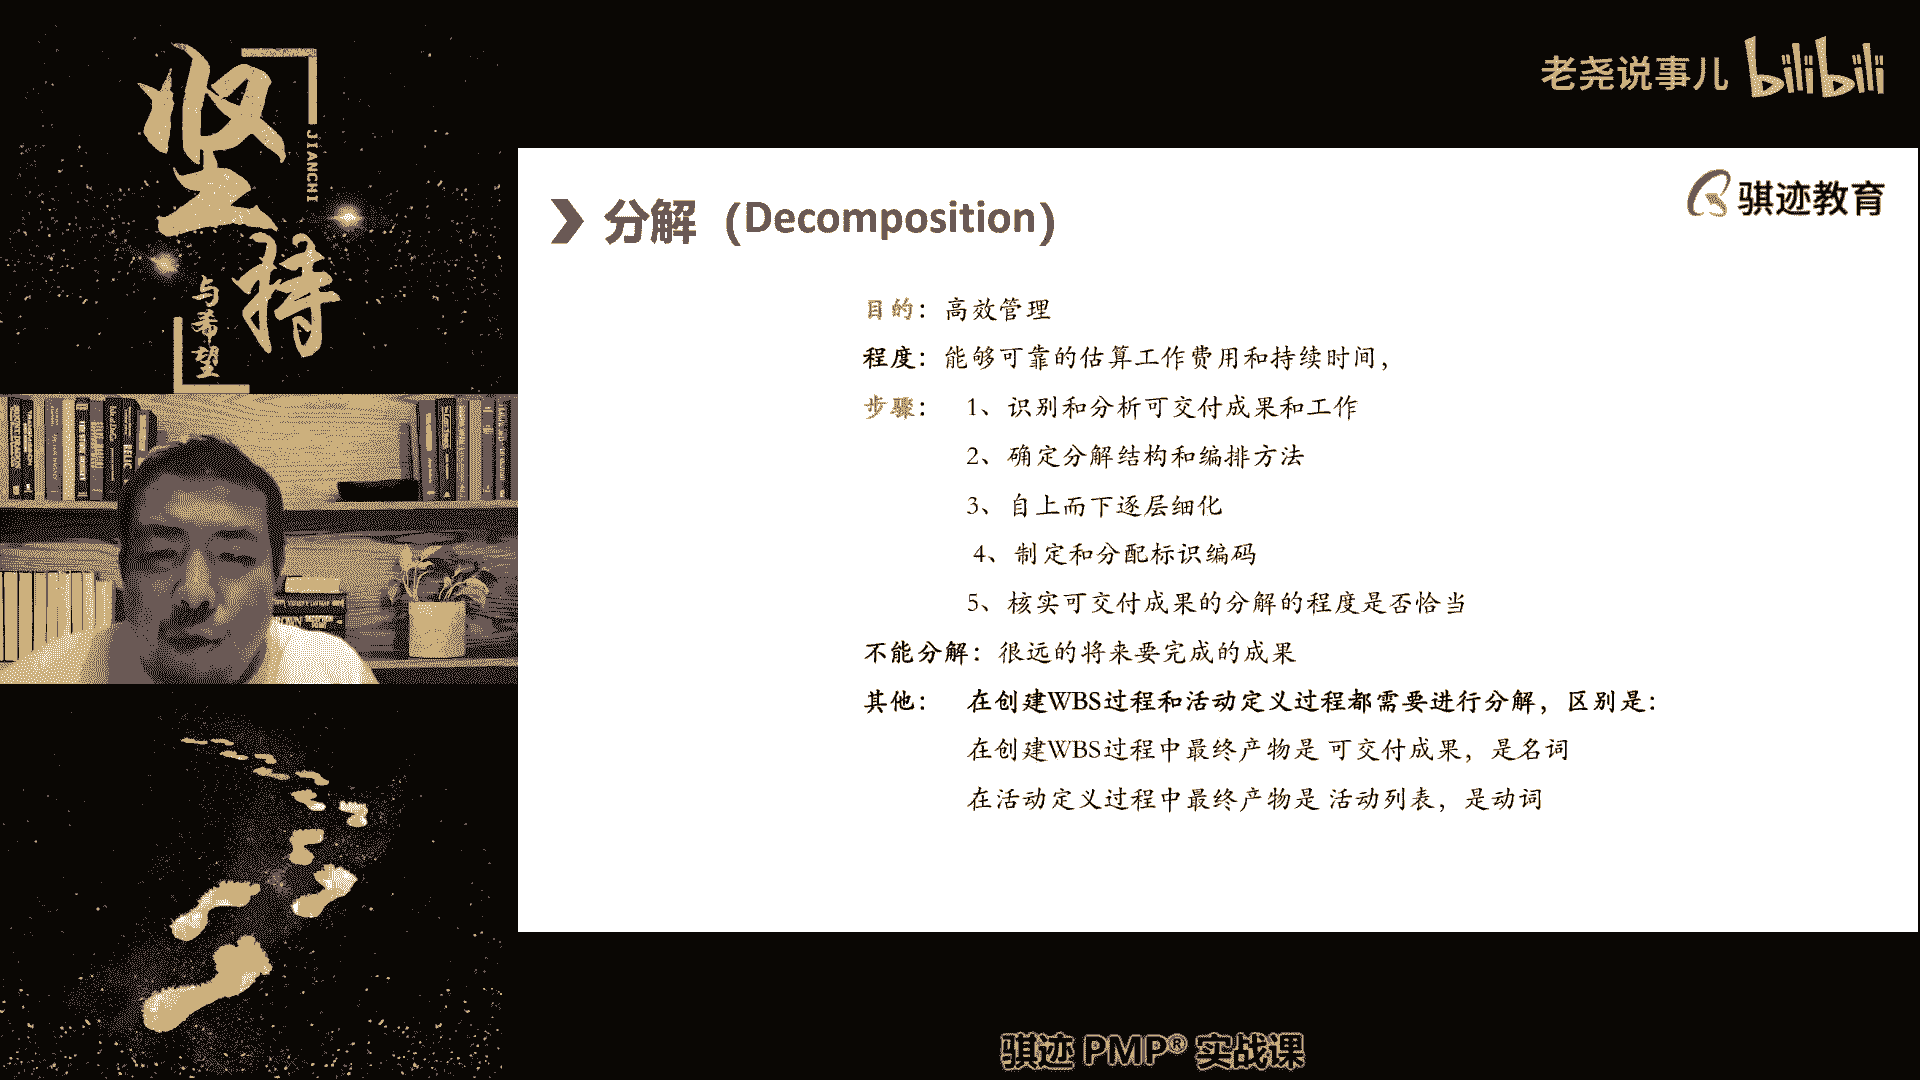 坚持
JIANCHI
与希望
老尧说事儿 bilibili
骐迹教育
分解（Decomposition）
目的：高效管理
程度：能够可靠的估算工作费用和持续时间，
步骤： 1、识别和分析可交付成果和工作
2、确定分解结构和编排方法
3、自上而下逐层细化
4、制定和分配标识编码
5、核实可交付成果的分解的程度是否恰当
不能分解：很远的将来要完成的成果
其他： 在创建WBS过程和活动定义过程都需要进行分解，区别是：
在创建WBS过程中最终产物是 可交付成果，是名词
在活动定义过程中最终产物是 活动列表，是动词
骐迹 PMP® 实战课